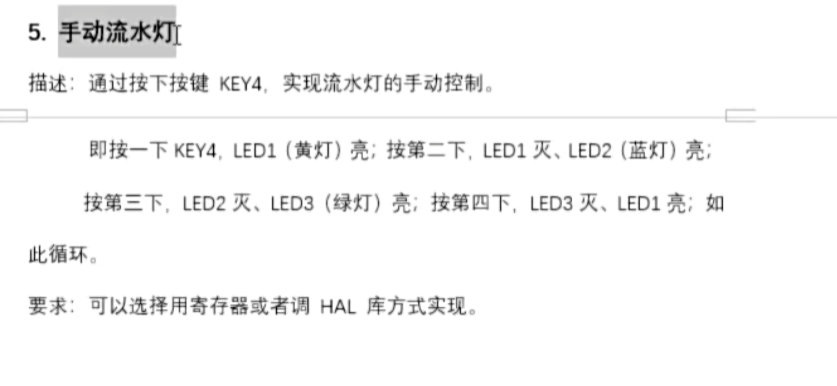 5. 手动流水灯
描述：通过按下按键 KEY4，实现流水灯的手动控制。
即按一下 KEY4，LED1（黄灯）亮；按第二下，LED1 灭、LED2（蓝灯）亮；
按第三下，LED2 灭、LED3（绿灯）亮；按第四下，LED3 灭、LED1 亮；如
此循环。
要求：可以选择用寄存器或者调 HAL 库方式实现。